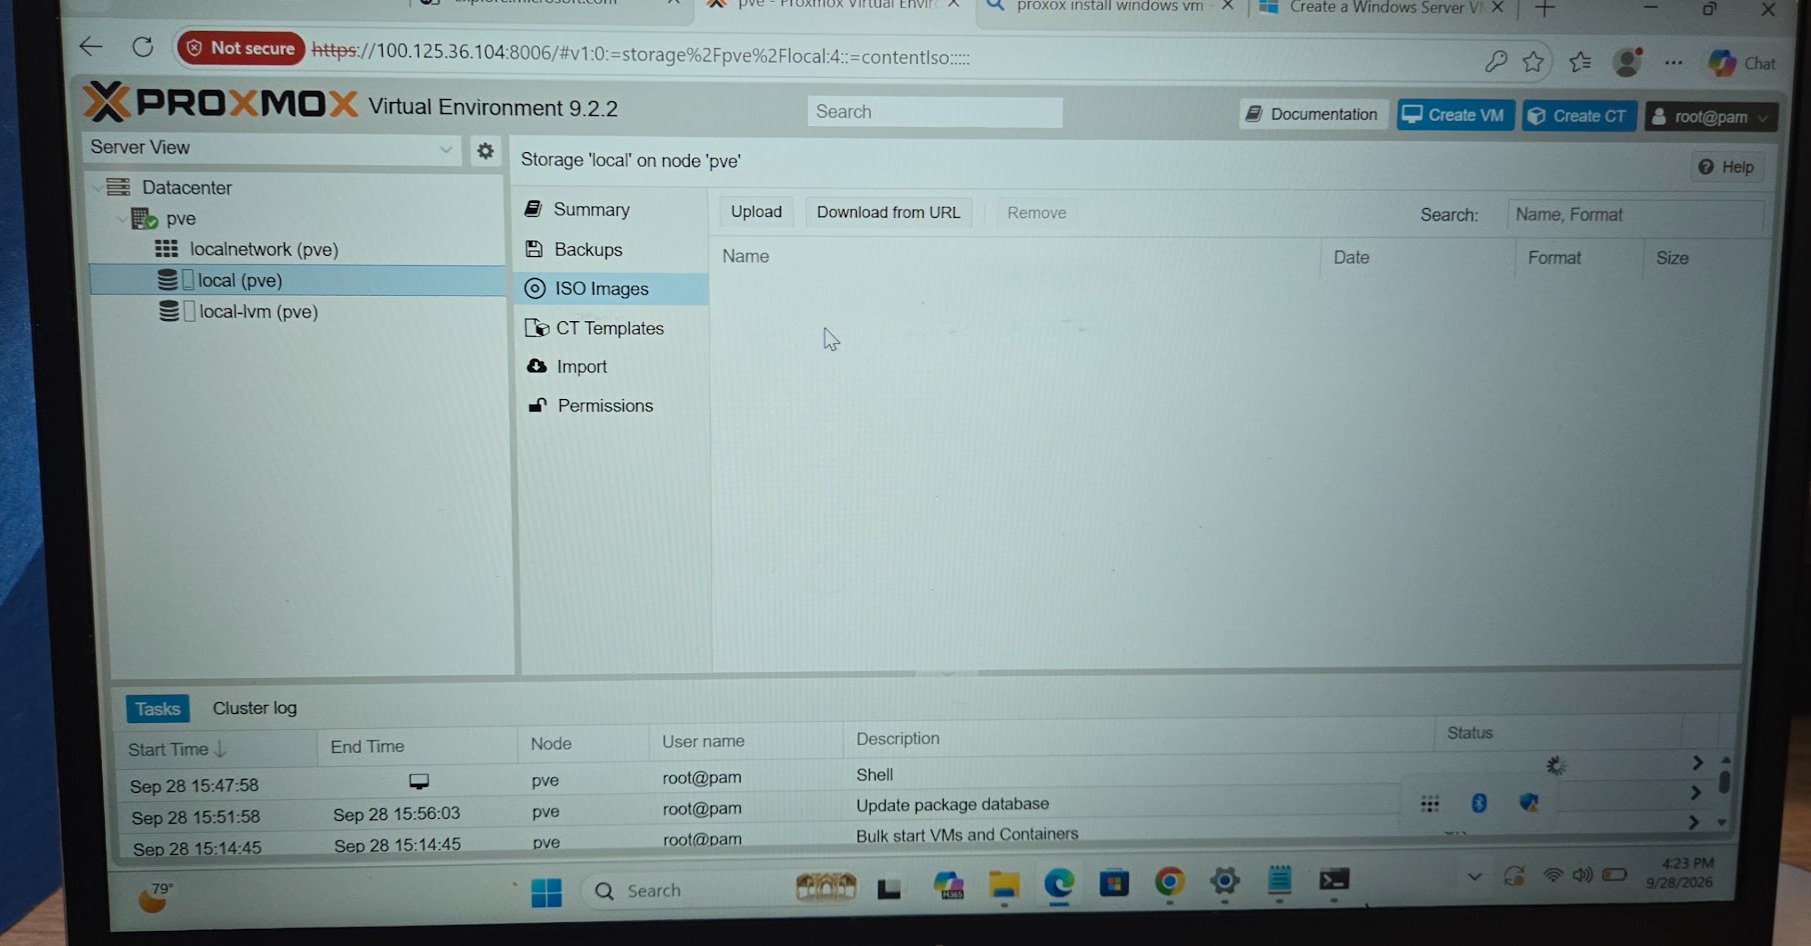 pve - Proxmox Virtual Envir
proxox install windows vm
Create a Windows Server V
Not secure
https://100.125.36.104:8006/#v1:0:=storage%2Fpve%2Flocal:4::=contentIso:::::
Chat
PROXMOX Virtual Environment 9.2.2
Search
Documentation
Create VM
Create CT
root@pam
Server View
Storage 'local' on node 'pve'
Help
Datacenter
pve
localnetwork (pve)
local (pve)
local-lvm (pve)
Summary
Backups
ISO Images
CT Templates
Import
Permissions
Upload
Download from URL
Remove
Search:
Name, Format
Name
Date
Format
Size
Tasks
Cluster log
Start Time
End Time
Node
User name
Description
Status
Sep 28 15:47:58
pve
root@pam
Shell
Sep 28 15:51:58
Sep 28 15:56:03
pve
root@pam
Update package database
Sep 28 15:14:45
Sep 28 15:14:45
pve
root@pam
Bulk start VMs and Containers
79°
Search
M365
4:23 PM
9/28/2026